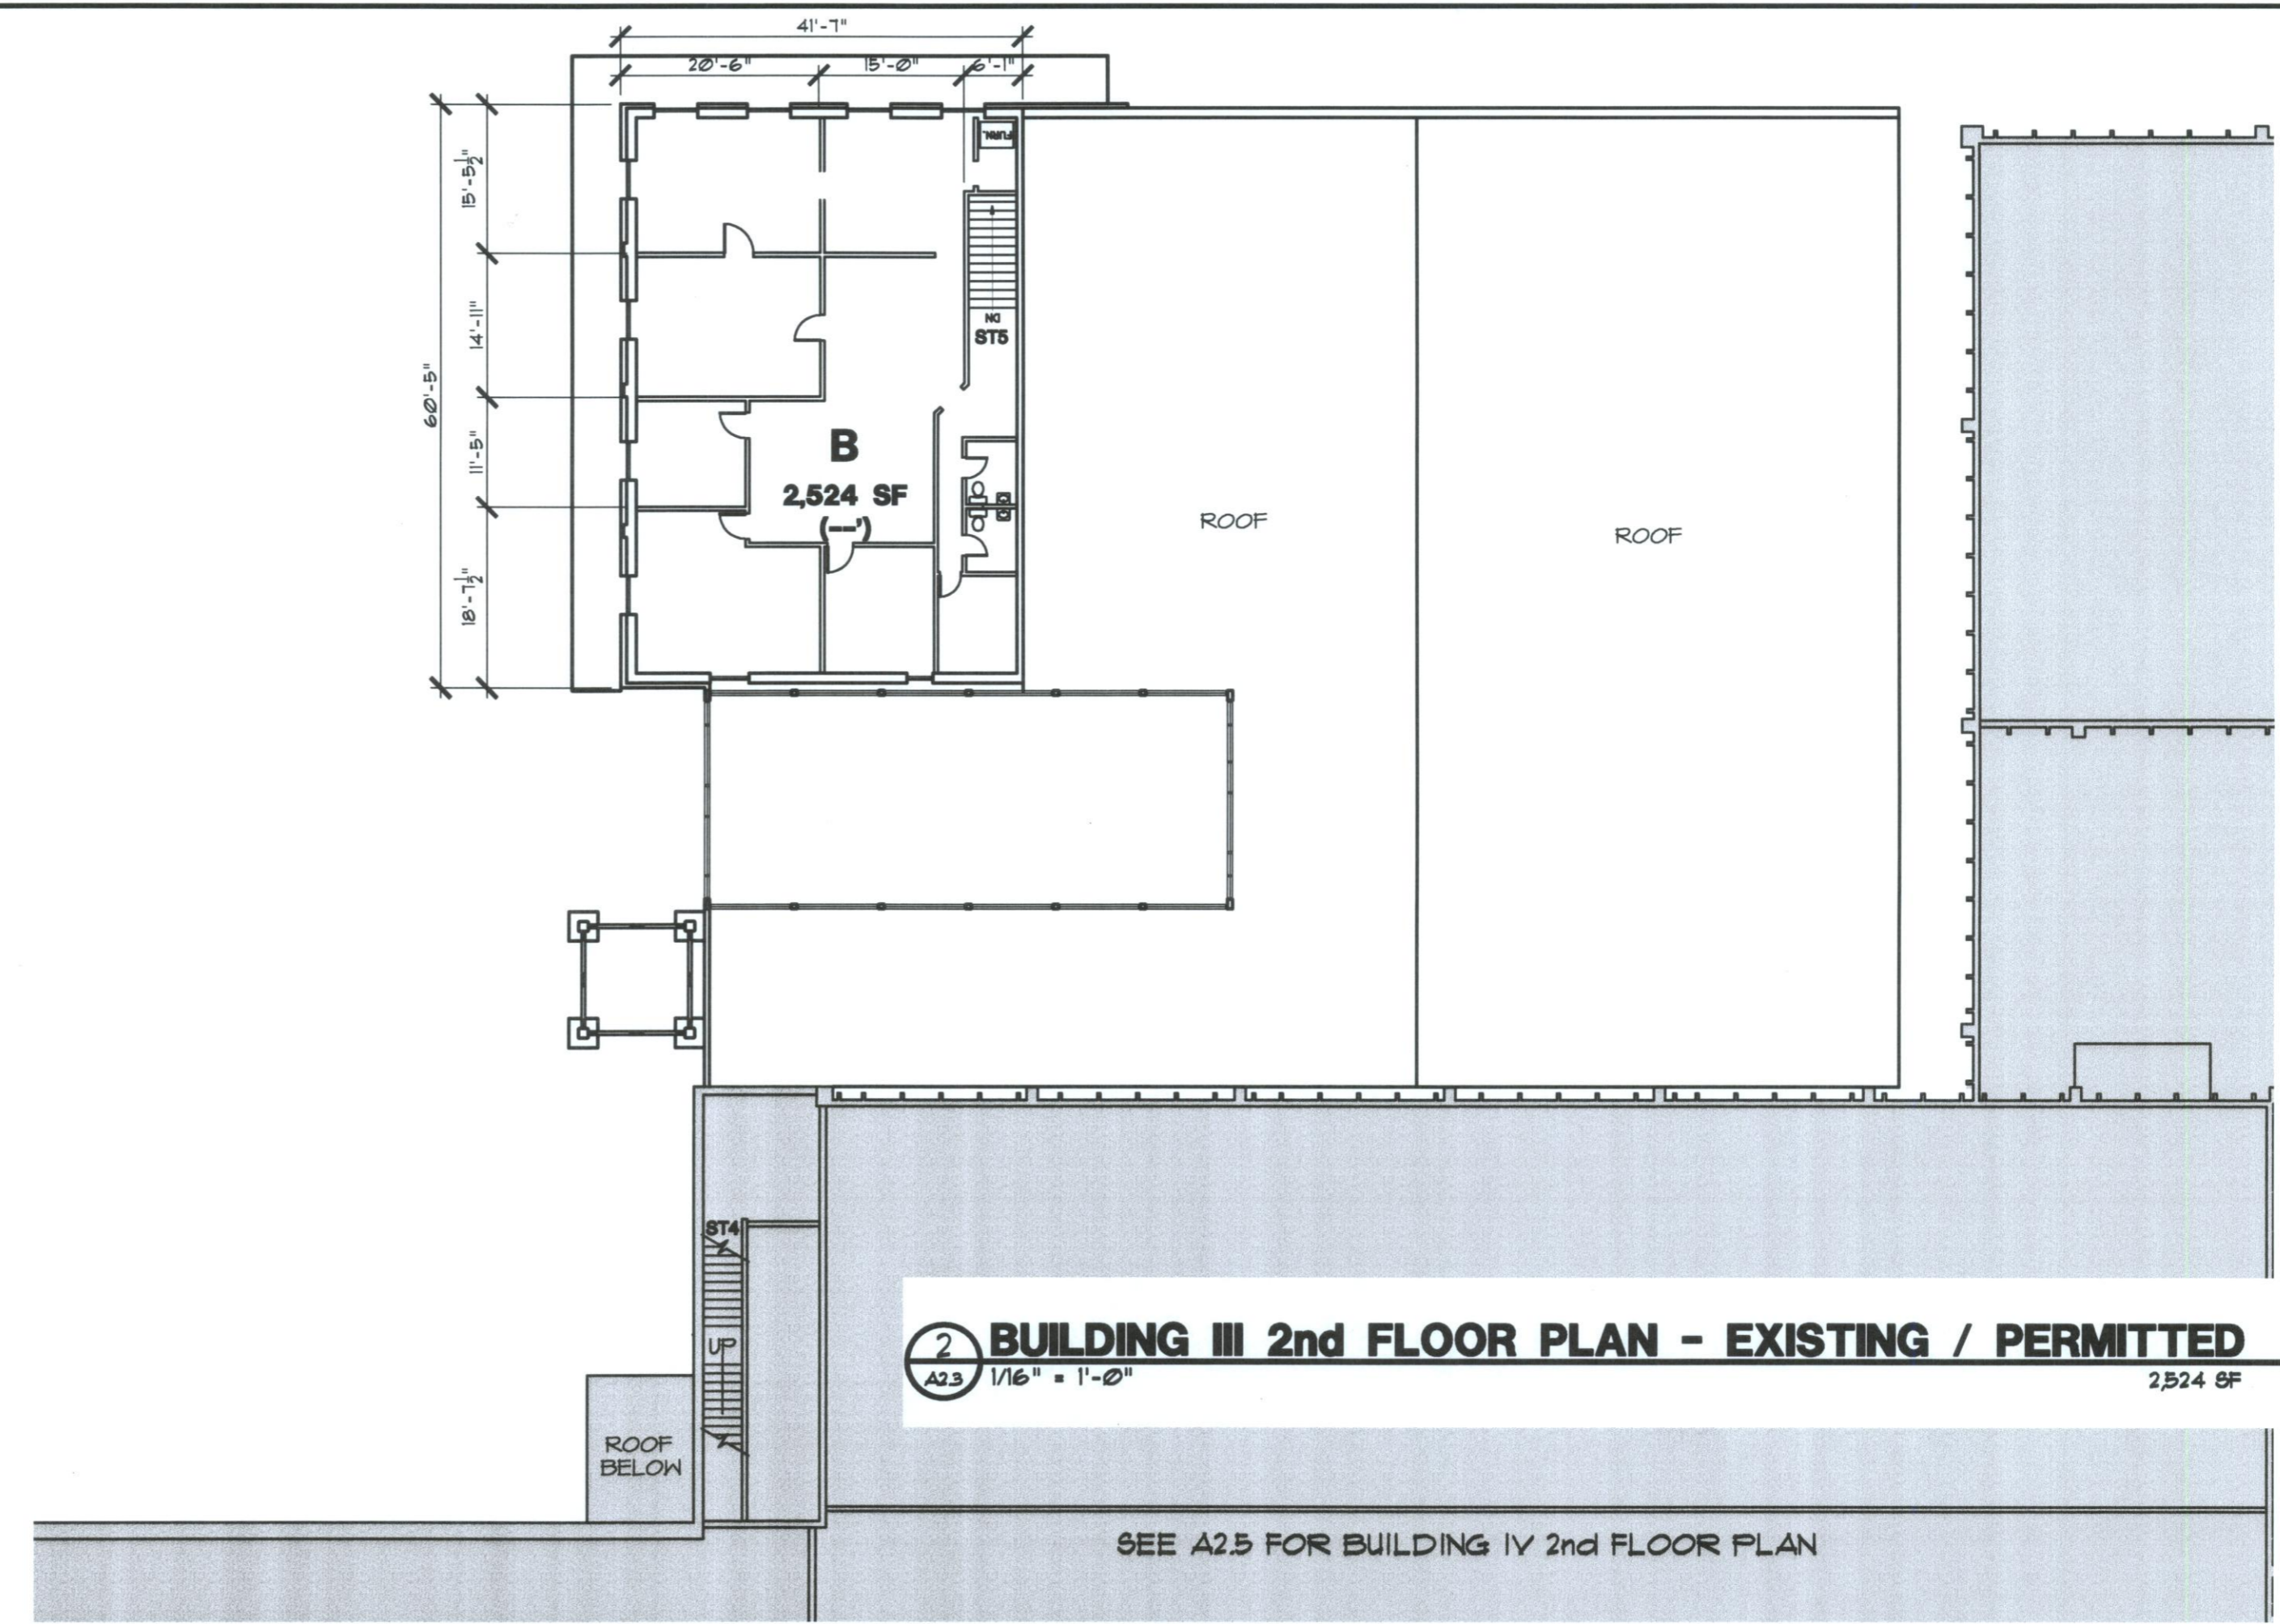 41'-7"
20'-6"
15'-0"
6'-1"
FURN.
15'-5½"
14'-11"
60'-5"
11'-5"
18'-7½"
DN
ST5
B
2,524 SF
(--')
ROOF
ROOF
ST4
UP
2
A2.3
BUILDING III 2nd FLOOR PLAN - EXISTING / PERMITTED
1/16" = 1'-0"
2,524 SF
ROOF
BELOW
SEE A2.5 FOR BUILDING IV 2nd FLOOR PLAN